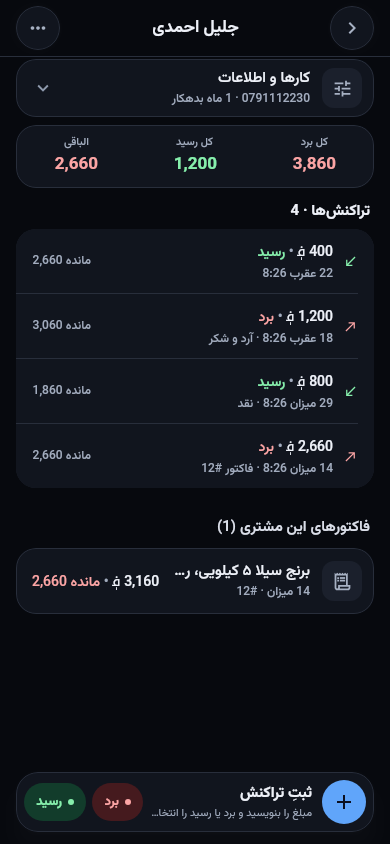 جلیل احمدی
کارها و اطلاعات
0791112230 · 1 ماه بدهکار
کل برد
3,860
کل رسید
1,200
الباقی
2,660
تراکنش‌ها · 4
400 ؋ • رسید
22 عقرب 8:26
مانده 2,660
1,200 ؋ • برد
18 عقرب 8:26 · آرد و شکر
مانده 3,060
800 ؋ • رسید
29 میزان 8:26 · نقد
مانده 1,860
2,660 ؋ • برد
14 میزان 8:26 · فاکتور #12
مانده 2,660
فاکتورهای این مشتری (1)
برنج سیلا ۵ کیلویی، ر...
14 میزان · #12
3,160 ؋ • مانده 2,660
ثبتِ تراکنش
مبلغ را بنویسید و برد یا رسید را انتخا...
برد
رسید